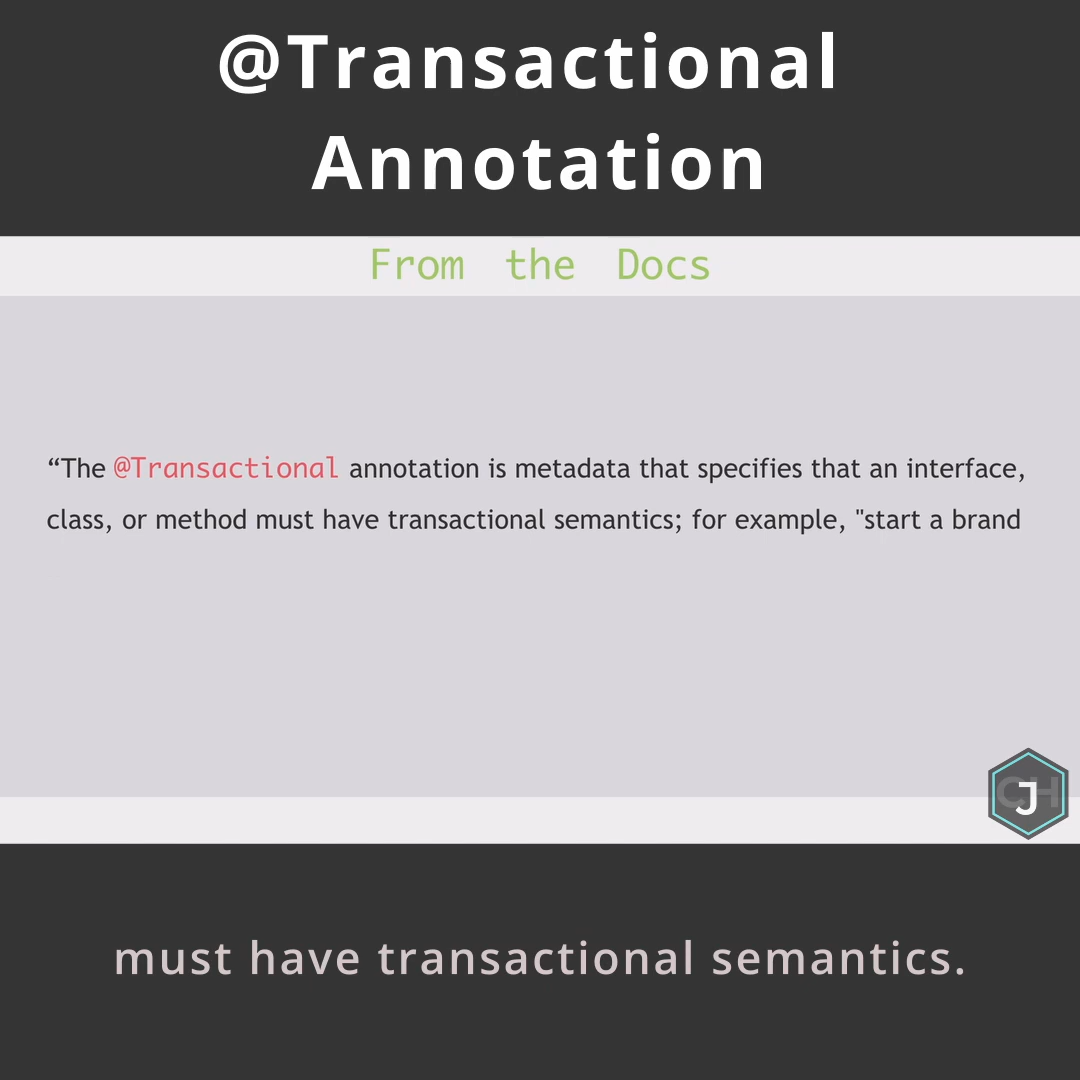 @Transactional
Annotation
From the Docs
“The @Transactional annotation is metadata that specifies that an interface,
class, or method must have transactional semantics; for example, "start a brand
CH
J
must have transactional semantics.